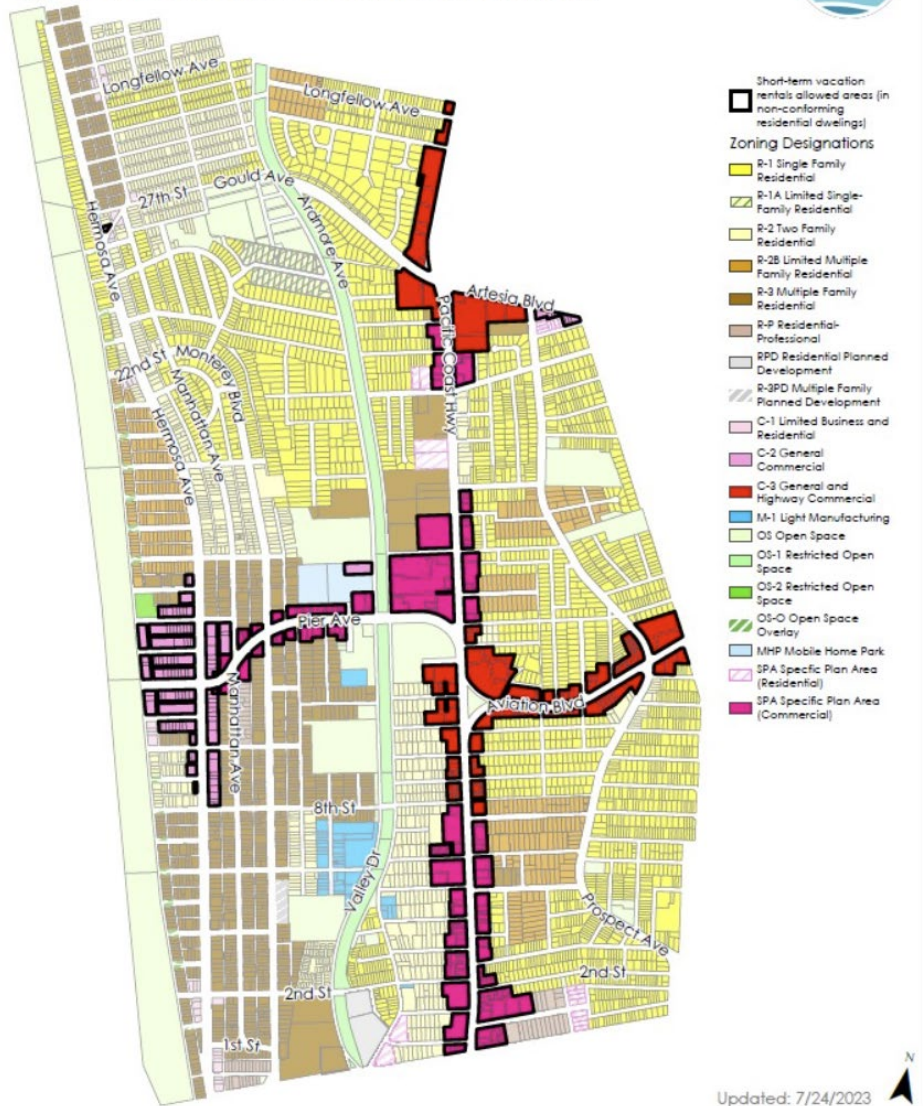 Short-term vacation
rentals allowed areas (in
non-conforming
residential dwelings)
Zoning Designations
R-1 Single Family
Residential
R-1A Limited Single-
Family Residential
R-2 Two Family
Residential
R-2B Limited Multiple
Family Residential
R-3 Multiple Family
Residential
R-P Residential-
Professional
RPD Residential Planned
Development
R-3PD Multiple Family
Planned Development
C-1 Limited Business and
Residential
C-2 General
Commercial
C-3 General and
Highway Commercial
M-1 Light Manufacturing
OS Open Space
OS-1 Restricted Open
Space
OS-2 Restricted Open
Space
OS-O Open Space
Overlay
MHP Mobile Home Park
SPA Specfic Plan Area
(Residential)
SPA Specific Plan Area
(Commercial)
Longfellow Ave
Longfellow Ave
Gould Ave
27th St
Ardmore Ave
Hermosa Ave
Artesia Blvd
Pacific Coast Hwy
22nd St
Monterey Blvd
Manhattan Ave
Hermosa Ave
Pier Ave
Manhattan Ave
Aviation Blvd
8th St
Valley Dr
Prospect Ave
2nd St
2nd St
1st St
N
Updated: 7/24/2023